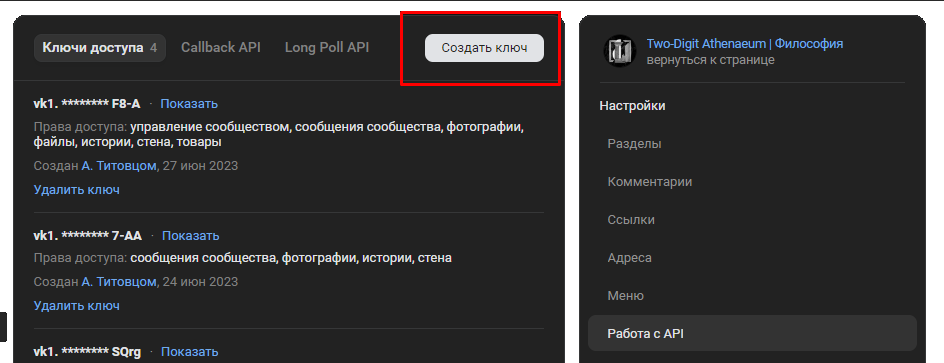 Ключи доступа 4 Callback API Long Poll API Создать ключ
vk1. ******** F8-A · Показать
Права доступа: управление сообществом, сообщения сообщества, фотографии,
файлы, истории, стена, товары
Создан А. Титовцом, 27 июн 2023
Удалить ключ
vk1. ******** 7-AA · Показать
Права доступа: сообщения сообщества, фотографии, истории, стена
Создан А. Титовцом, 24 июн 2023
Удалить ключ
vk1. ******** SQrg · Показать
Two-Digit Athenaeum | Философия
вернуться к странице
Настройки
Разделы
Комментарии
Ссылки
Адреса
Меню
Работа с API